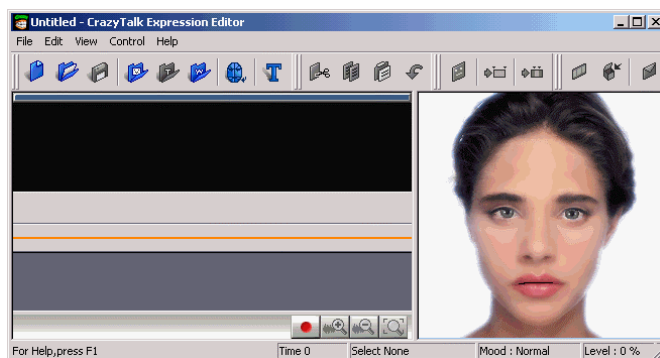 Untitled - CrazyTalk Expression Editor
File Edit View Control Help
For Help,press F1 Time 0 Select None Mood : Normal Level : 0 %